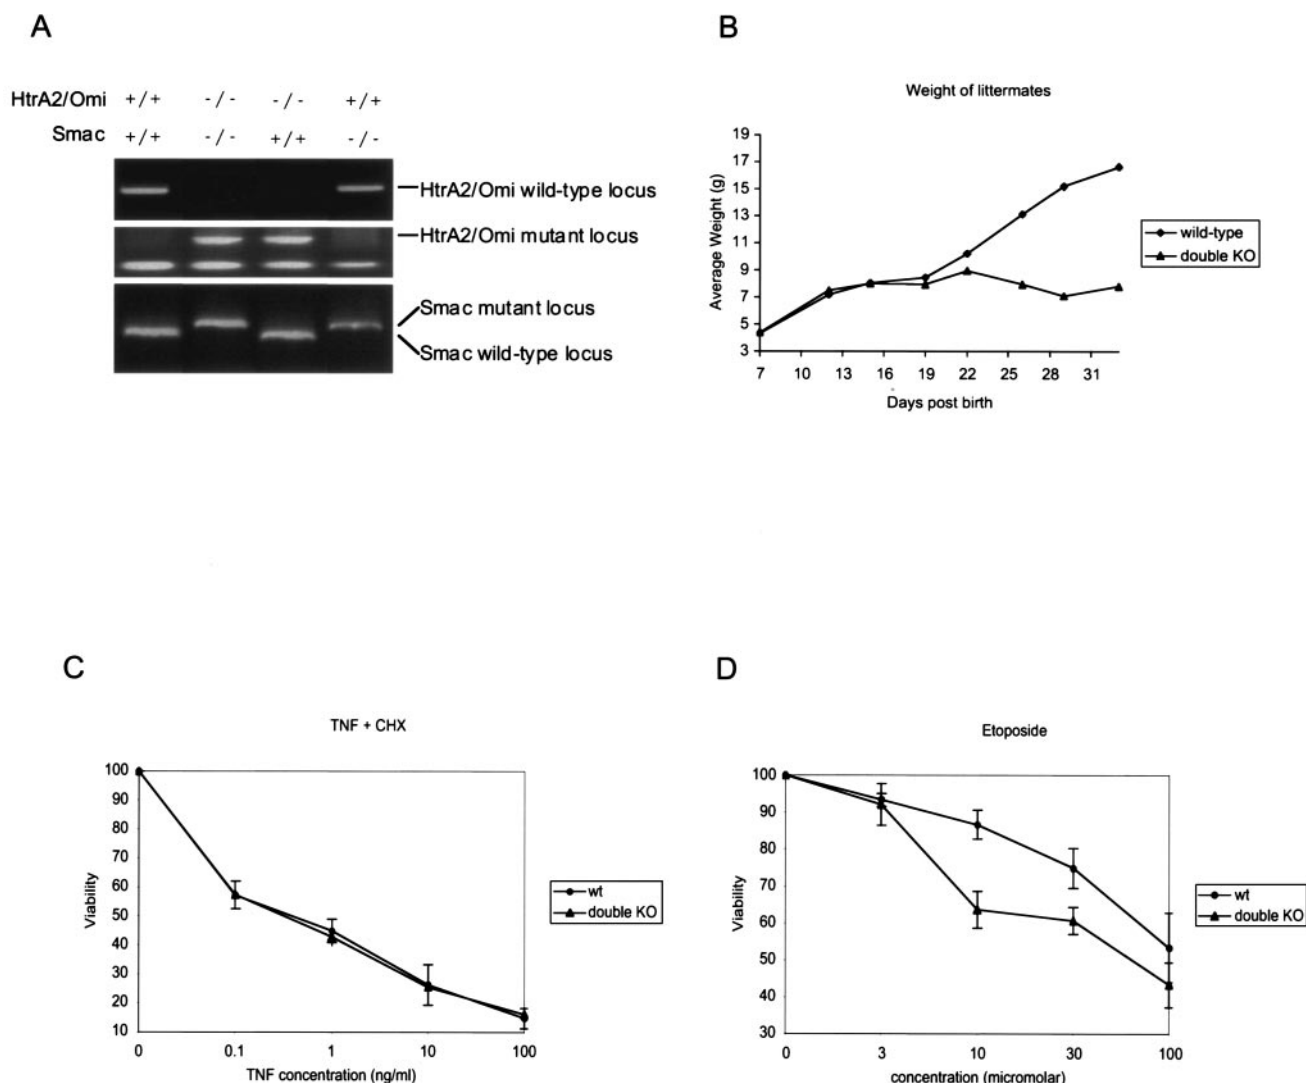 A
HtrA2/Omi +/+ -/- -/- +/+
Smac +/+ -/- +/+ -/-
HtrA2/Omi wild-type locus
HtrA2/Omi mutant locus
Smac mutant locus
Smac wild-type locus
B
Weight of littermates
Average Weight (g)
19
17
15
13
11
9
7
5
3
7 10 13 16 19 22 25 28 31
Days post birth
wild-type
double KO
C
TNF + CHX
Viability
100
90
80
70
60
50
40
30
20
10
0 0.1 1 10 100
TNF concentration (ng/ml)
wt
double KO
D
Etoposide
Viability
100
90
80
70
60
50
40
30
0 3 10 30 100
concentration (micromolar)
wt
double KO